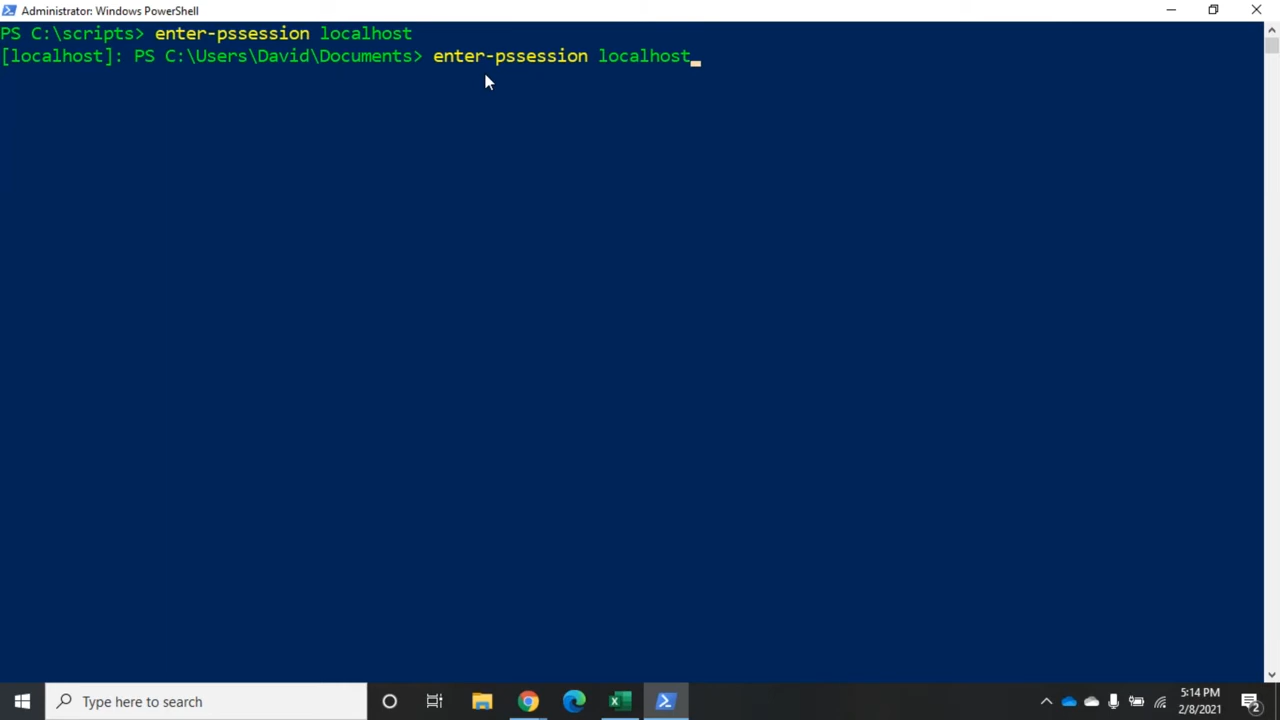 Administrator: Windows PowerShell
PS C:\scripts> enter-pssession localhost
[localhost]: PS C:\Users\David\Documents> enter-pssession localhost
Type here to search
5:14 PM
2/8/2021
2